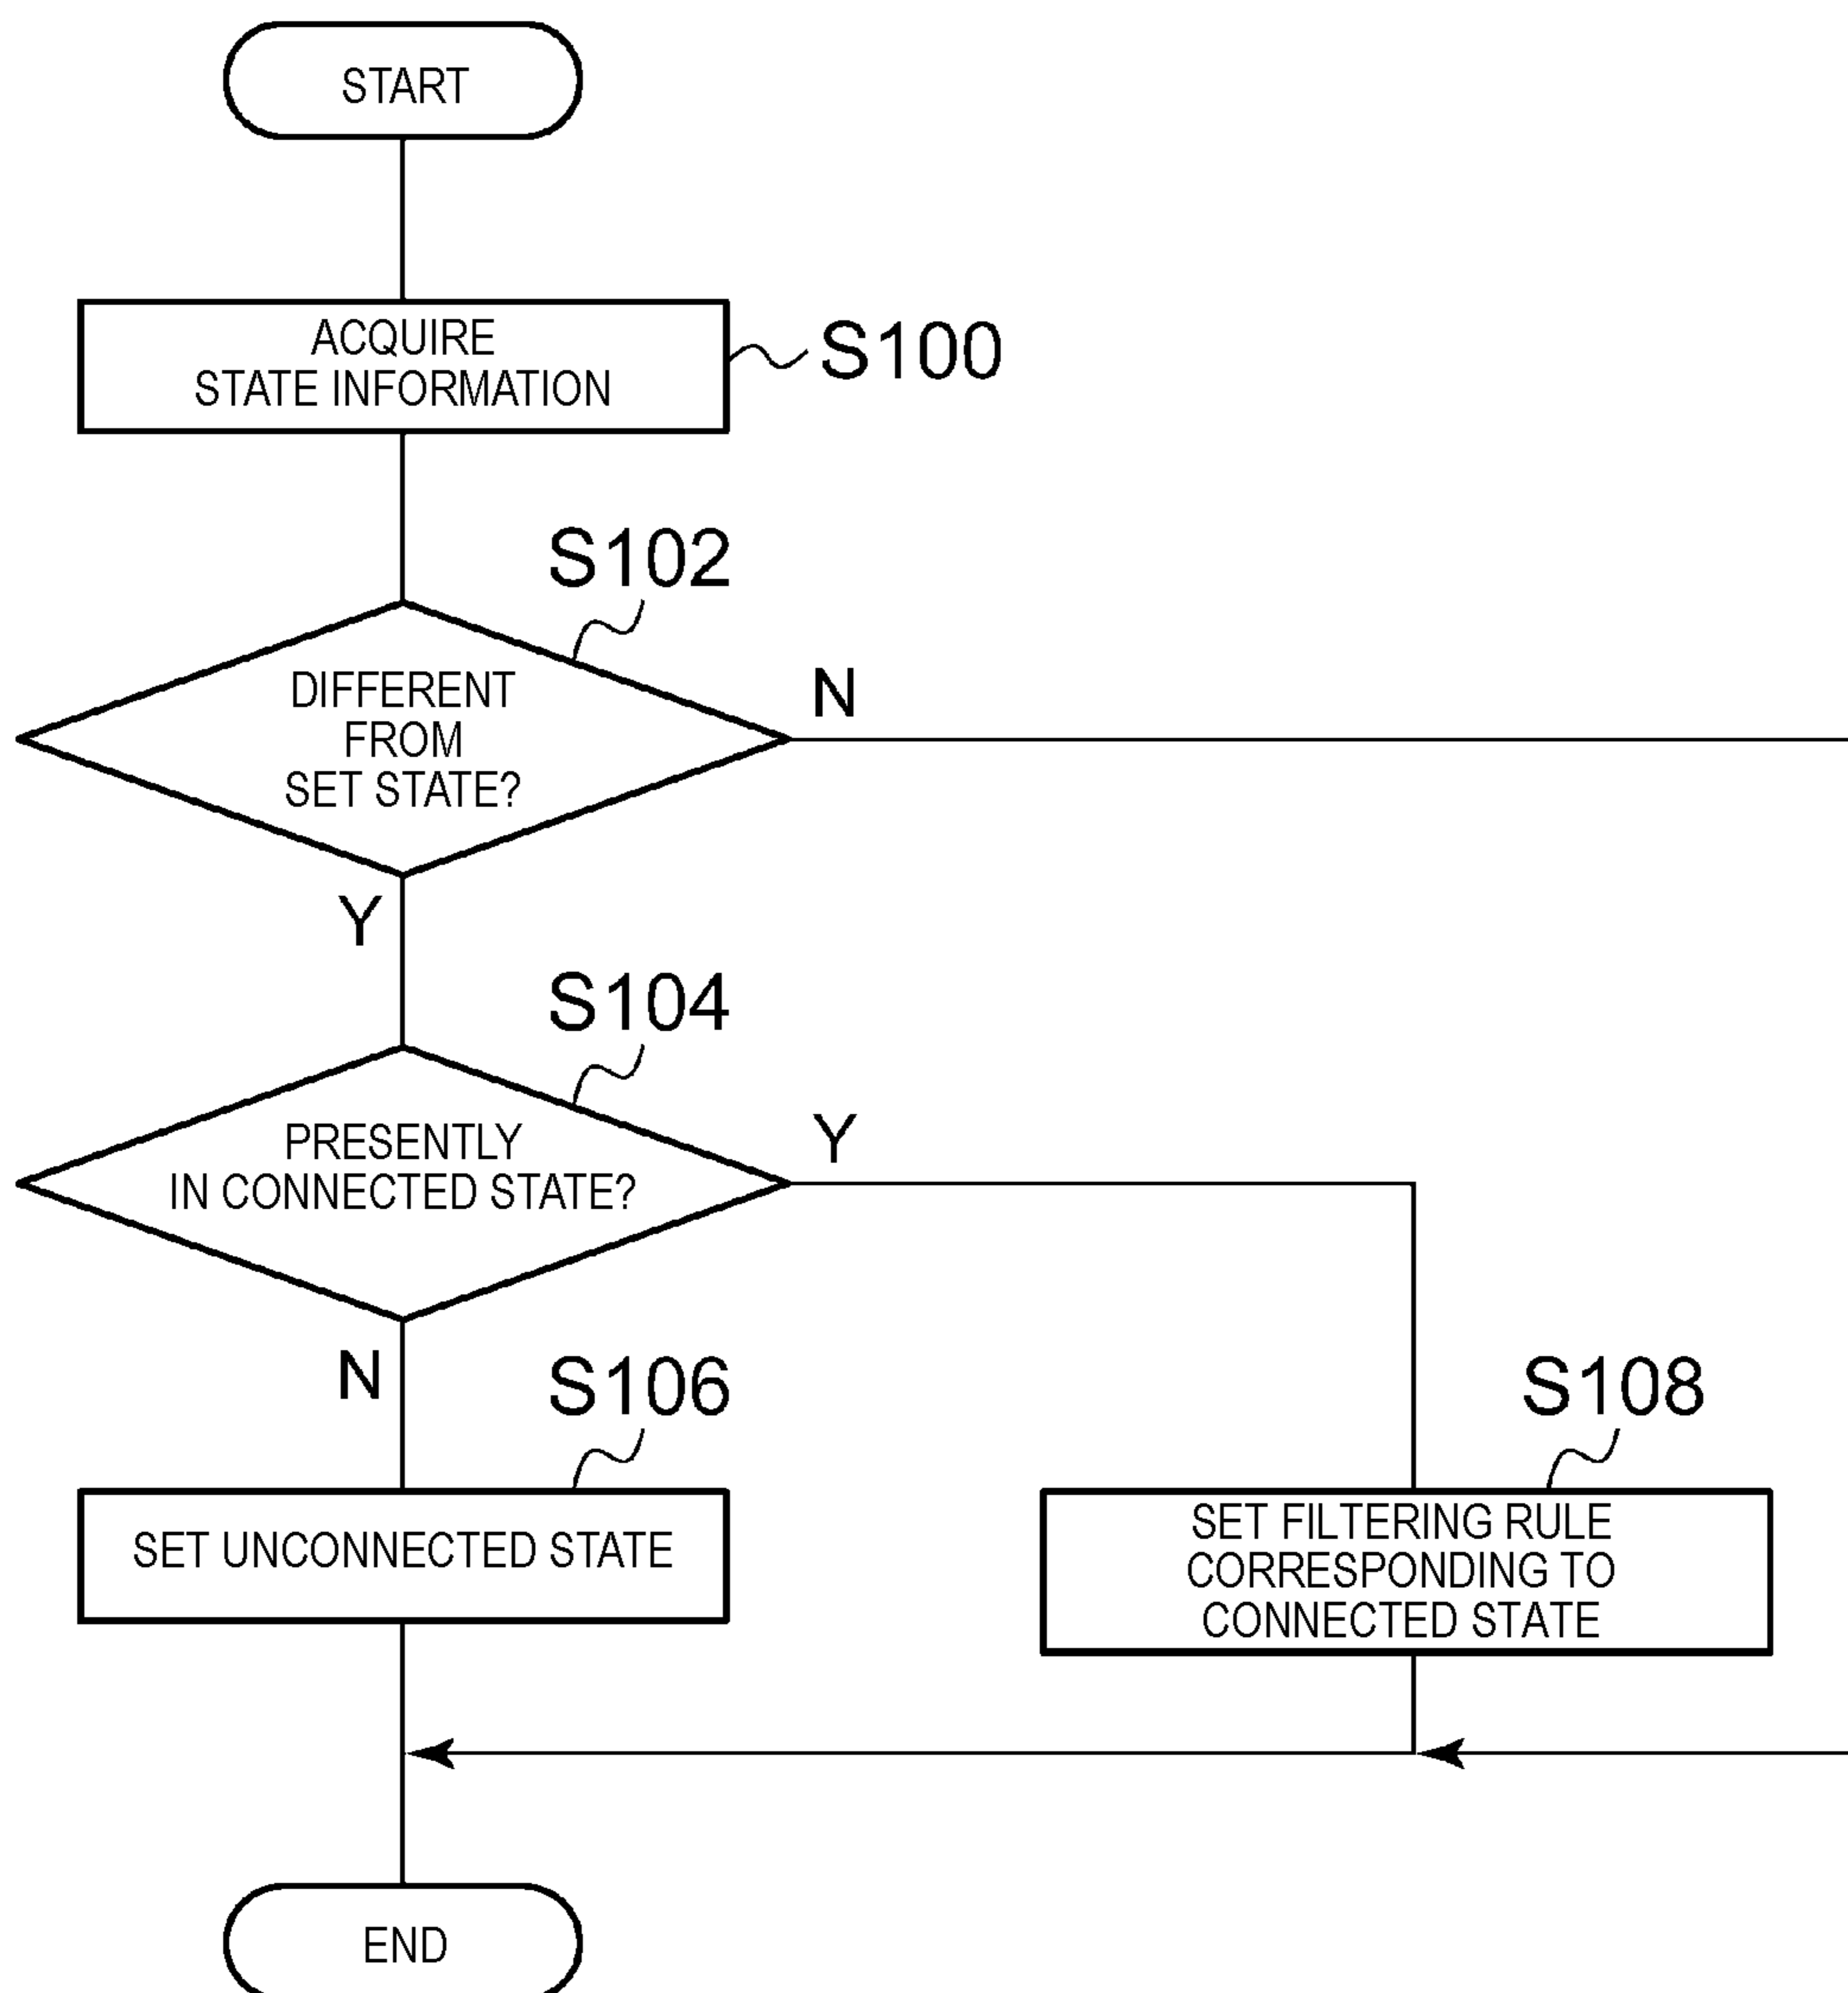 START
ACQUIRE
STATE INFORMATION
S100
S102
DIFFERENT
FROM
SET STATE?
N
Y
S104
PRESENTLY
IN CONNECTED STATE?
Y
N
S106
SET UNCONNECTED STATE
S108
SET FILTERING RULE
CORRESPONDING TO
CONNECTED STATE
END